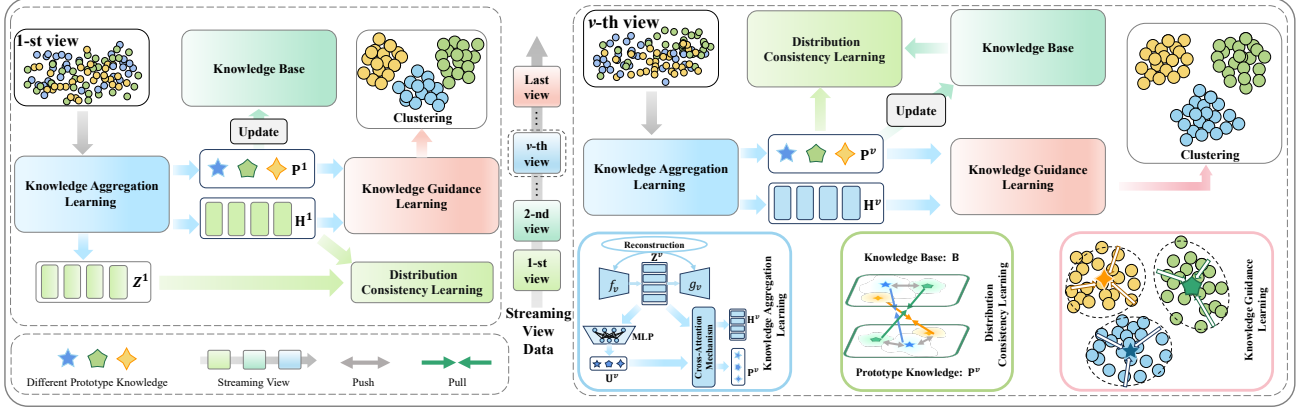 1-st view
Knowledge Base
Update
Clustering
P¹
Knowledge Aggregation
Learning
Knowledge Guidance
Learning
H¹
Z¹
Distribution
Consistency Learning
Different Prototype Knowledge
Streaming View
Push
Pull
Last
view
v-th
view
2-nd
view
1-st
view
Streaming
View
Data
v-th view
Distribution
Consistency Learning
Knowledge Base
Update
Clustering
Knowledge Aggregation
Learning
Pᵛ
Hᵛ
Knowledge Guidance
Learning
Reconstruction
Zᵛ
fᵥ
gᵥ
MLP
Uᵛ
Cross-Attention
Mechanism
Hᵛ
Pᵛ
Knowledge Aggregation
Learning
Knowledge Base: B
Prototype Knowledge: Pᵛ
Distribution
Consistency Learning
Knowledge Guidance
Learning